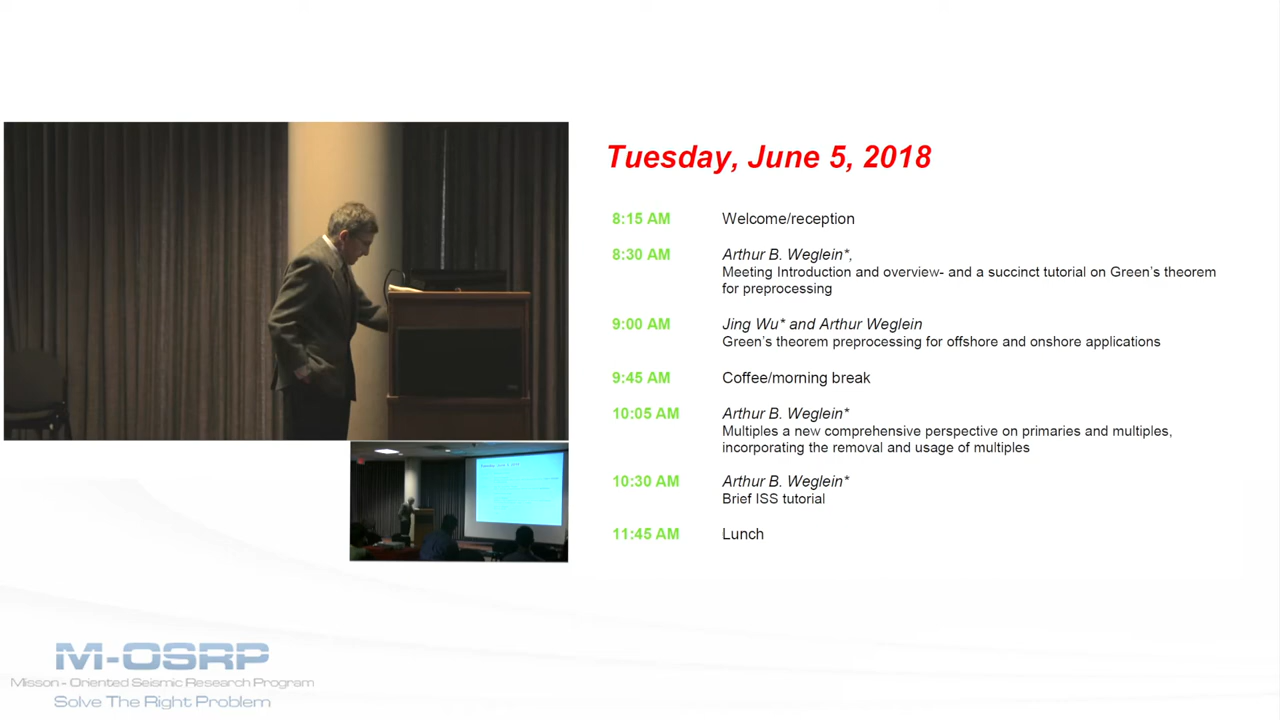 Tuesday, June 5, 2018
8:15 AM Welcome/reception
8:30 AM Arthur B. Weglein*,
Meeting Introduction and overview- and a succinct tutorial on Green's theorem
for preprocessing
9:00 AM Jing Wu* and Arthur Weglein
Green's theorem preprocessing for offshore and onshore applications
9:45 AM Coffee/morning break
10:05 AM Arthur B. Weglein*
Multiples a new comprehensive perspective on primaries and multiples,
incorporating the removal and usage of multiples
10:30 AM Arthur B. Weglein*
Brief ISS tutorial
11:45 AM Lunch
M-OSRP
Misson - Oriented Seismic Research Program
Solve The Right Problem